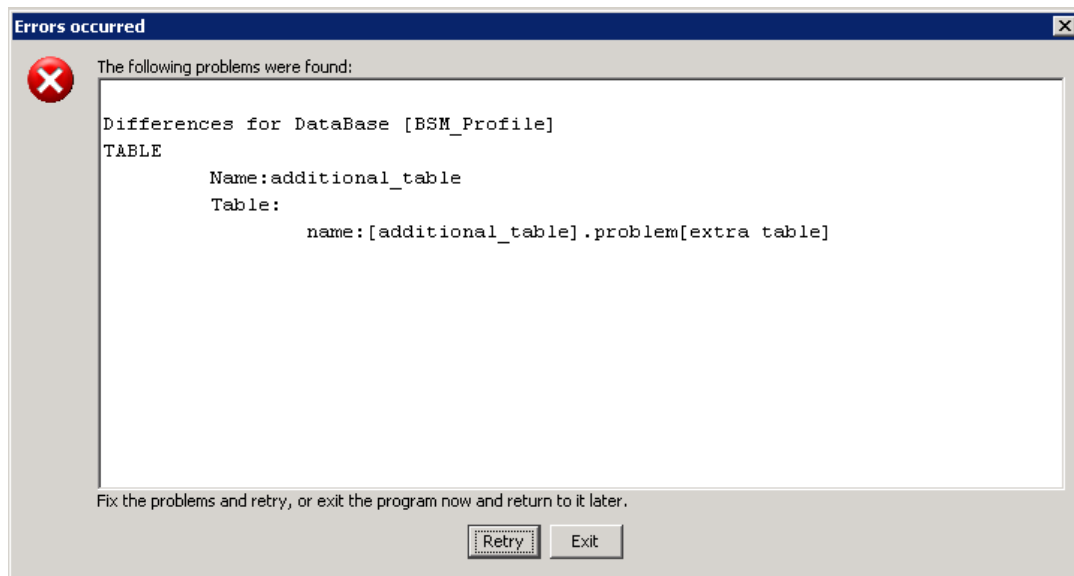 Errors occurred
The following problems were found:
Differences for DataBase [BSM_Profile]
TABLE
Name:additional_table
Table:
name:[additional_table].problem[extra table]
Fix the problems and retry, or exit the program now and return to it later.
Retry
Exit